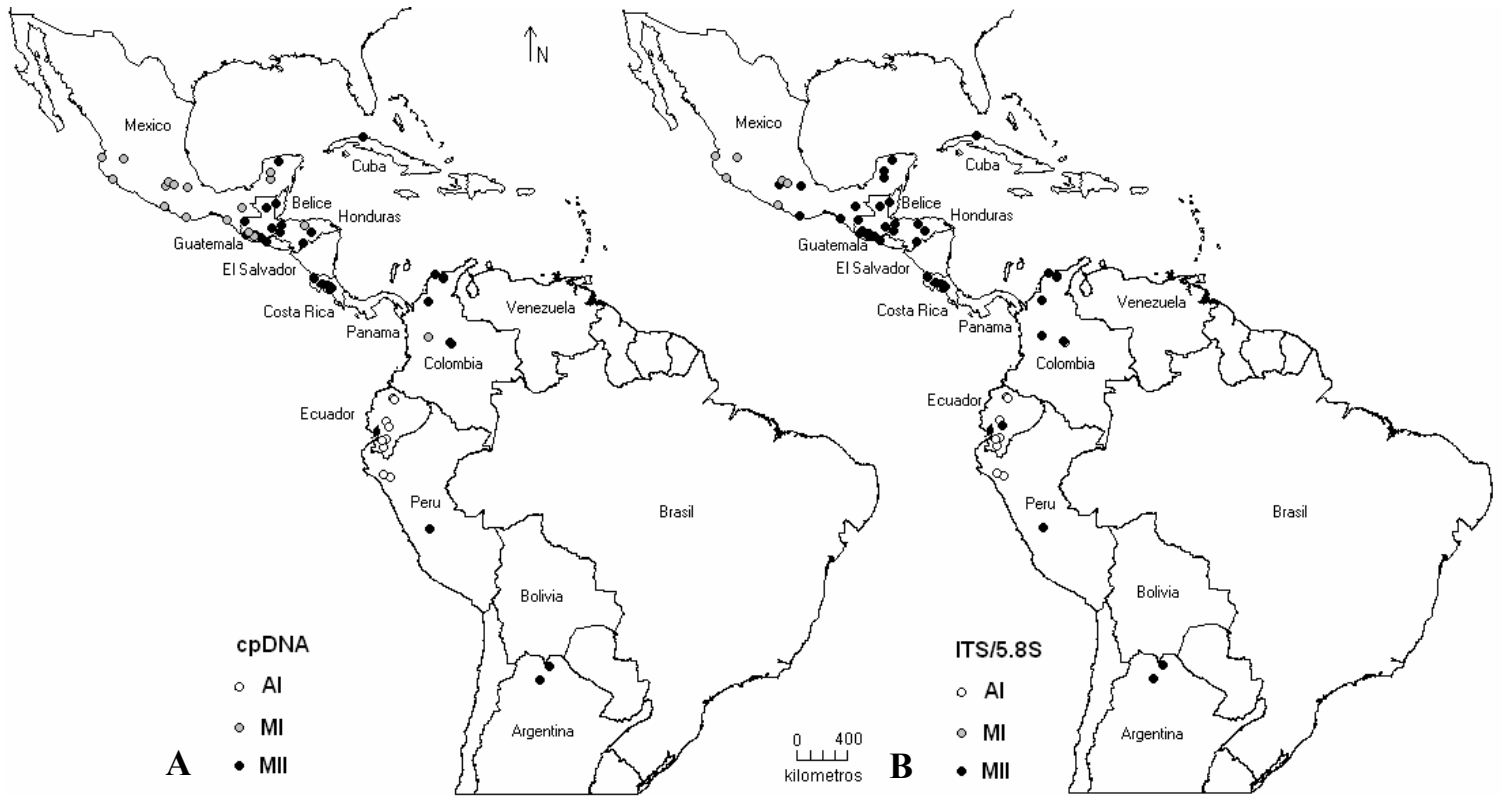 N
Mexico
Cuba
Belice
Honduras
Guatemala
El Salvador
Costa Rica
Panama
Venezuela
Colombia
Ecuador
Peru
Brasil
Bolivia
Argentina
cpDNA
AI
MI
MII
A
0 400
kilometros
Mexico
Cuba
Belice
Honduras
Guatemala
El Salvador
Costa Rica
Panama
Venezuela
Colombia
Ecuador
Peru
Brasil
Bolivia
Argentina
ITS/5.8S
AI
MI
MII
B